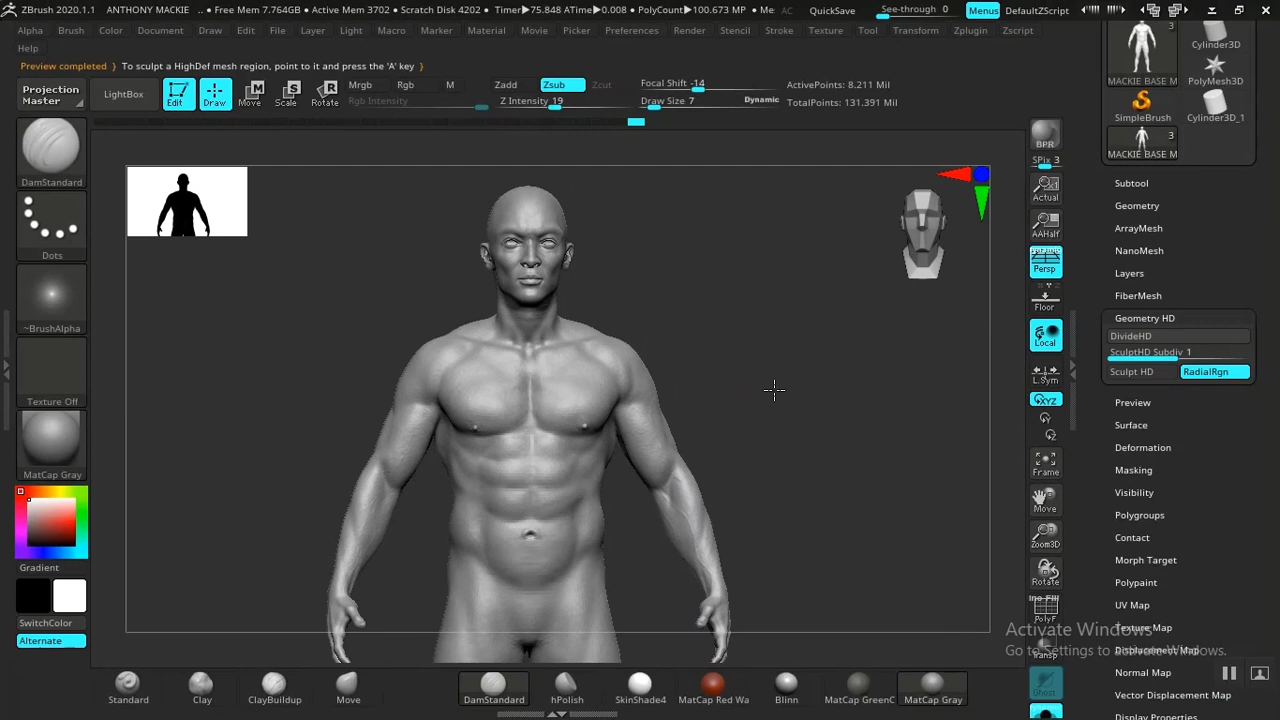 ZBrush 2020.1.1 ANTHONY MACKIE .. • Free Mem 7.764GB • Active Mem 3702 • Scratch Disk 4202 • Timer▶75.848 ATime▶0.008 • PolyCount▶100.673 MP • Me AC QuickSave See-through 0 Menus DefaultZScript
Alpha Brush Color Document Draw Edit File Layer Light Macro Marker Material Movie Picker Preferences Render Stencil Stroke Texture Tool Transform Zplugin Zscript
Help
Preview completed } To sculpt a HighDef mesh region, point to it and press the 'A' key }
Projection Master
LightBox
Edit Draw Move Scale Rotate
Mrgb Rgb M
Rgb Intensity
Zadd Zsub Zcut
Z Intensity 19
Focal Shift -14
Draw Size 7 Dynamic
ActivePoints: 8.211 Mil
TotalPoints: 131.391 Mil
DamStandard
Dots
~BrushAlpha
Texture Off
MatCap Gray
Gradient
SwitchColor
Alternate
BPR
SPix 3
Actual
AAHalf
Persp
Floor
Local
L.Sym
XYZ
Y
Z
Frame
Move
Zoom3D
Rotate
PolyF
Transp
Ghost
3
MACKIE BASE M
Cylinder3D
PolyMesh3D
SimpleBrush
Cylinder3D_1
3
MACKIE BASE M
Subtool
Geometry
ArrayMesh
NanoMesh
Layers
FiberMesh
Geometry HD
DivideHD
SculptHD Subdiv 1
Sculpt HD RadialRgn
Preview
Surface
Deformation
Masking
Visibility
Polygroups
Contact
Morph Target
Polypaint
UV Map
Texture Map
Displacement Map
Normal Map
Vector Displacement Map
Display Properties
Activate Windows
Go to Settings to activate Windows.
Standard Clay ClayBuildup Move DamStandard hPolish SkinShade4 MatCap Red Wa Blinn MatCap GreenC MatCap Gray